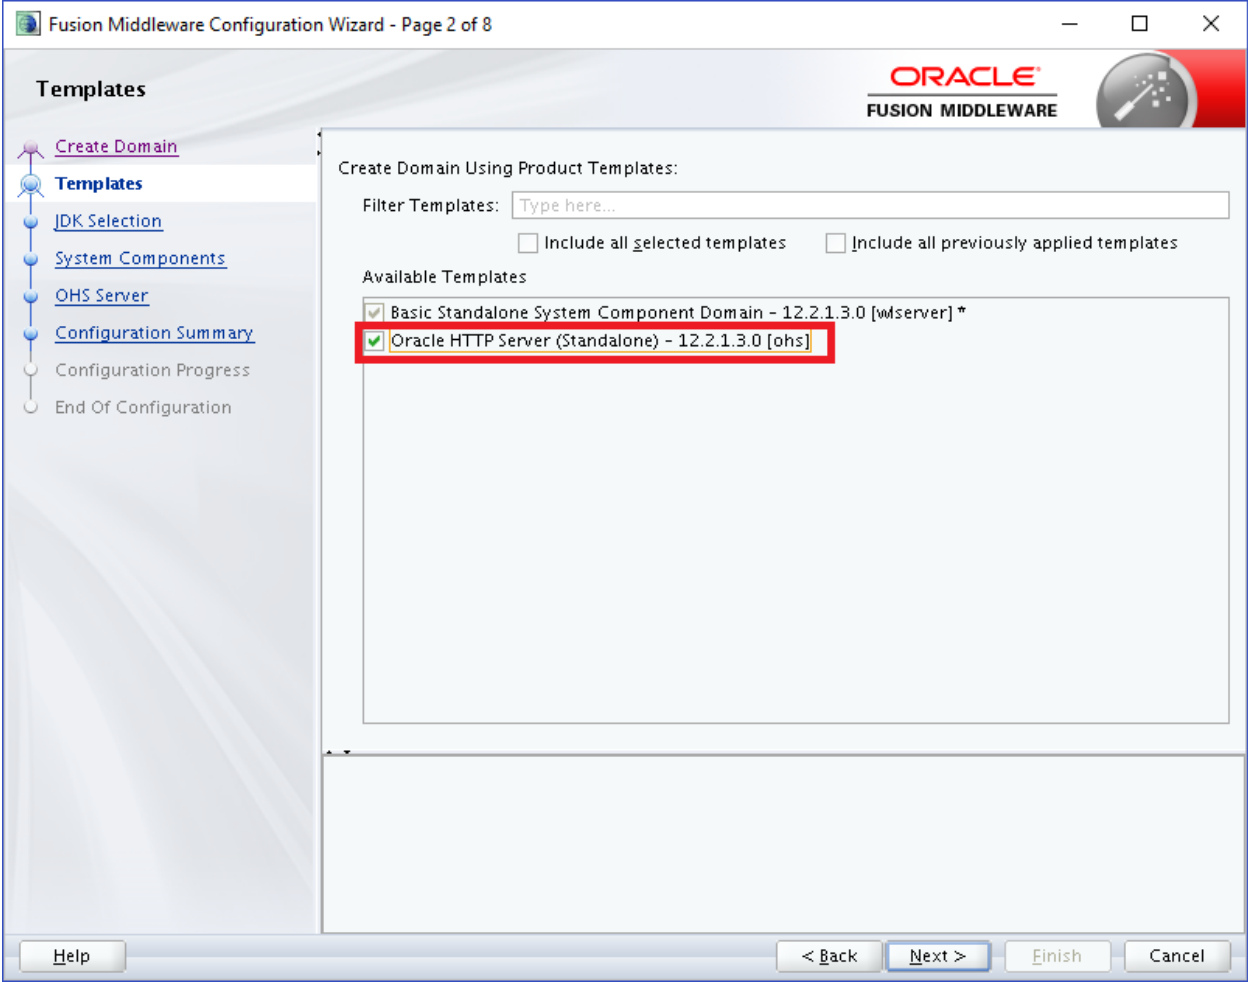 Fusion Middleware Configuration Wizard - Page 2 of 8
Templates
ORACLE
FUSION MIDDLEWARE
Create Domain
Templates
JDK Selection
System Components
OHS Server
Configuration Summary
Configuration Progress
End Of Configuration
Create Domain Using Product Templates:
Filter Templates: Type here...
Include all selected templates Include all previously applied templates
Available Templates
Basic Standalone System Component Domain - 12.2.1.3.0 [wlserver] *
Oracle HTTP Server (Standalone) - 12.2.1.3.0 [ohs]
Help < Back Next > Finish Cancel